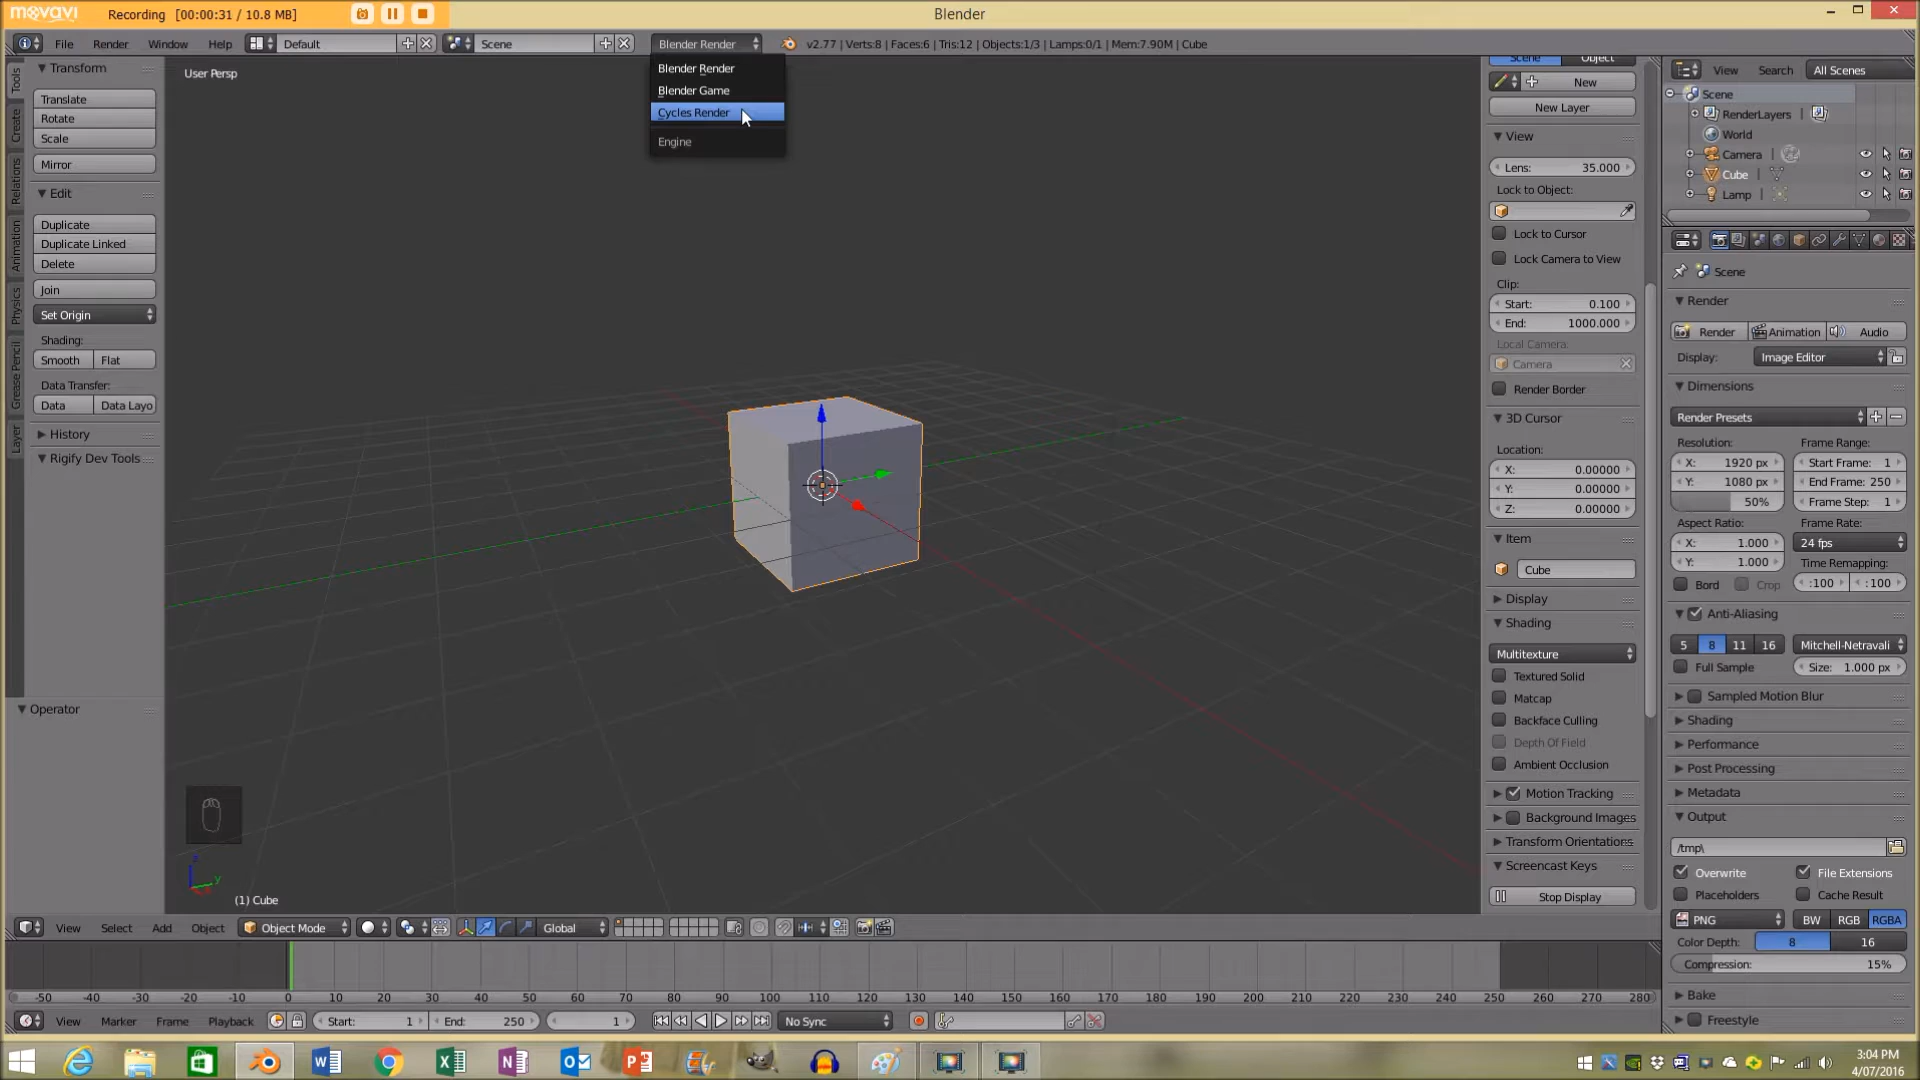 movavi
Recording [00:00:31 / 10.8 MB]
Blender
File Render Window Help Default Scene Blender Render v2.77 | Verts:8 | Faces:6 | Tris:12 | Objects:1/3 | Lamps:0/1 | Mem:7.90M | Cube
Blender Render
Blender Game
Cycles Render
Engine
Tools
Create
Relations
Animation
Physics
Grease Pencil
Layer
Transform
Translate
Rotate
Scale
Mirror
Edit
Duplicate
Duplicate Linked
Delete
Join
Set Origin
Shading:
Smooth Flat
Data Transfer:
Data Data Layo
History
Rigify Dev Tools
Operator
User Persp
z
y
(1) Cube
Scene Object
New
New Layer
View
Lens: 35.000
Lock to Object:
Lock to Cursor
Lock Camera to View
Clip:
Start: 0.100
End: 1000.000
Local Camera:
Camera
Render Border
3D Cursor
Location:
X: 0.00000
Y: 0.00000
Z: 0.00000
Item
Cube
Display
Shading
Multitexture
Textured Solid
Matcap
Backface Culling
Depth Of Field
Ambient Occlusion
Motion Tracking
Background Images
Transform Orientations
Screencast Keys
Stop Display
View Search All Scenes
Scene
RenderLayers
World
Camera
Cube
Lamp
Scene
Render
Render Animation Audio
Display: Image Editor
Dimensions
Render Presets
Resolution: Frame Range:
X: 1920 px Start Frame: 1
Y: 1080 px End Frame: 250
50% Frame Step: 1
Aspect Ratio: Frame Rate:
X: 1.000 24 fps
Y: 1.000 Time Remapping:
Bord Crop :100 :100
Anti-Aliasing
5 8 11 16 Mitchell-Netravali
Full Sample Size: 1.000 px
Sampled Motion Blur
Shading
Performance
Post Processing
Metadata
Output
/tmp\
Overwrite File Extensions
Placeholders Cache Result
PNG BW RGB RGBA
Color Depth: 8 16
Compression: 15%
Bake
Freestyle
View Select Add Object Object Mode Global
-50 -40 -30 -20 -10 0 10 20 30 40 50 60 70 80 90 100 110 120 130 140 150 160 170 180 190 200 210 220 230 240 250 260 270 280
View Marker Frame Playback Start: 1 End: 250 1 No Sync
3:04 PM
4/07/2016